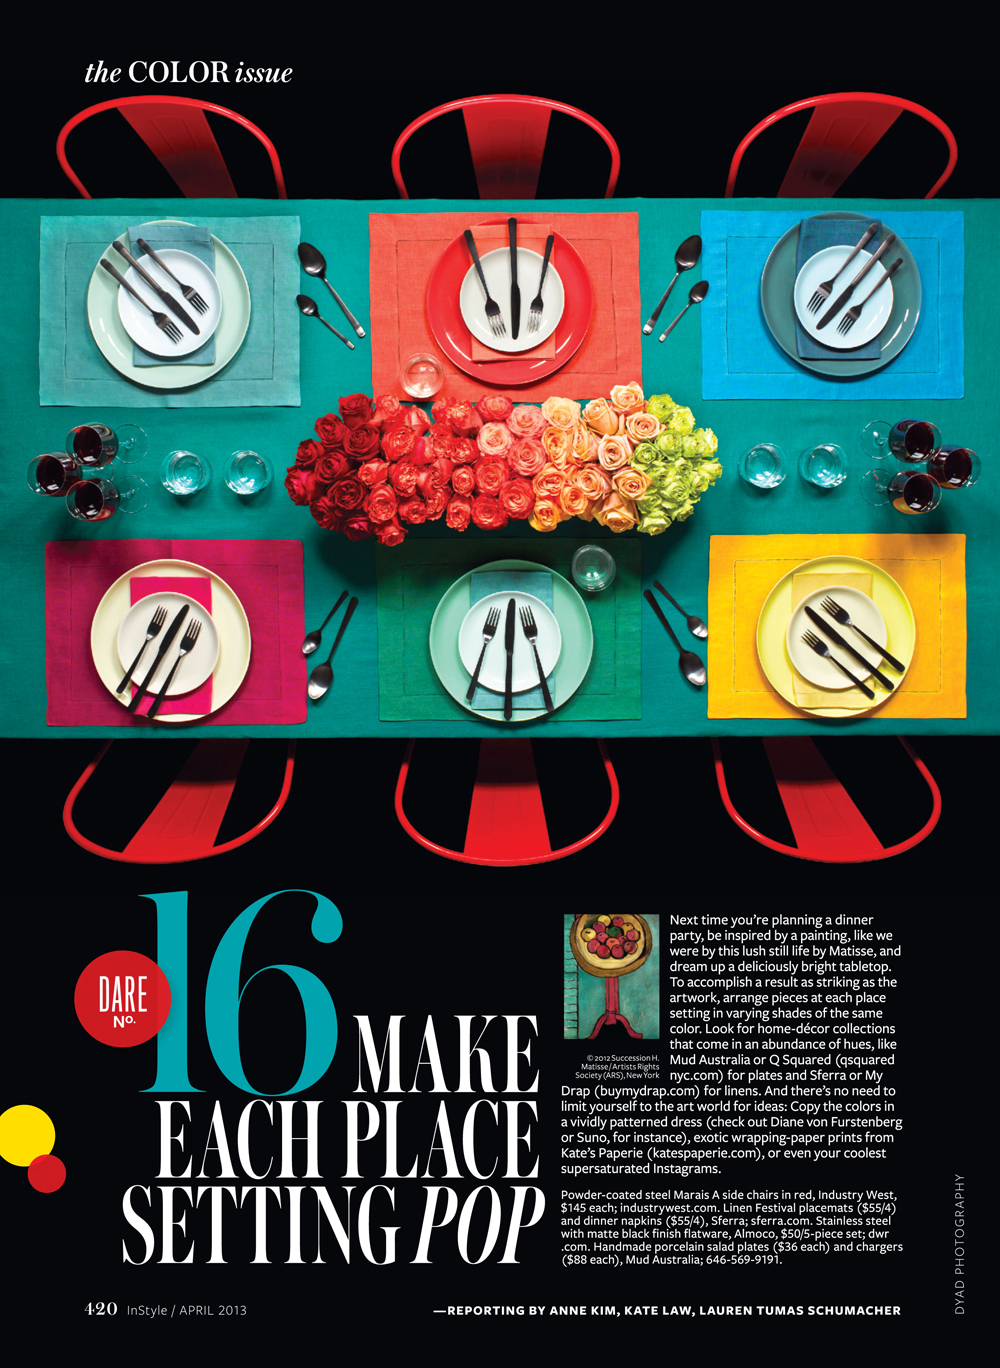 the COLOR issue
DARE
No.
16 MAKE
EACH PLACE
SETTING POP
© 2012 Succession H.
Matisse/Artists Rights
Society (ARS), New York
Next time you’re planning a dinner
party, be inspired by a painting, like we
were by this lush still life by Matisse, and
dream up a deliciously bright tabletop.
To accomplish a result as striking as the
artwork, arrange pieces at each place
setting in varying shades of the same
color. Look for home-décor collections
that come in an abundance of hues, like
Mud Australia or Q Squared (qsquared
nyc.com) for plates and Sferra or My
Drap (buymydrap.com) for linens. And there’s no need to
limit yourself to the art world for ideas: Copy the colors in
a vividly patterned dress (check out Diane von Furstenberg
or Suno, for instance), exotic wrapping-paper prints from
Kate’s Paperie (katespaperie.com), or even your coolest
supersaturated Instagrams.
Powder-coated steel Marais A side chairs in red, Industry West,
$145 each; industrywest.com. Linen Festival placemats ($55/4)
and dinner napkins ($55/4), Sferra; sferra.com. Stainless steel
with matte black finish flatware, Almoco, $50/5-piece set; dwr
.com. Handmade porcelain salad plates ($36 each) and chargers
($88 each), Mud Australia; 646-569-9191.
DYAD PHOTOGRAPHY
420 InStyle / APRIL 2013
—REPORTING BY ANNE KIM, KATE LAW, LAUREN TUMAS SCHUMACHER